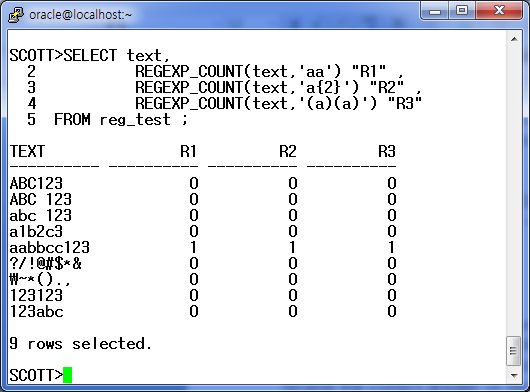 oracle@localhost:~
SCOTT>SELECT text,
  2            REGEXP_COUNT(text,'aa') "R1" ,
  3            REGEXP_COUNT(text,'a{2}') "R2" ,
  4            REGEXP_COUNT(text,'(a)(a)') "R3"
  5  FROM reg_test ;
TEXT               R1         R2         R3
---------- ---------- ---------- ----------
ABC123              0          0          0
ABC 123             0          0          0
abc 123             0          0          0
a1b2c3              0          0          0
aabbcc123           1          1          1
?/!@#$*&            0          0          0
₩~*().,             0          0          0
123123              0          0          0
123abc              0          0          0
9 rows selected.
SCOTT>